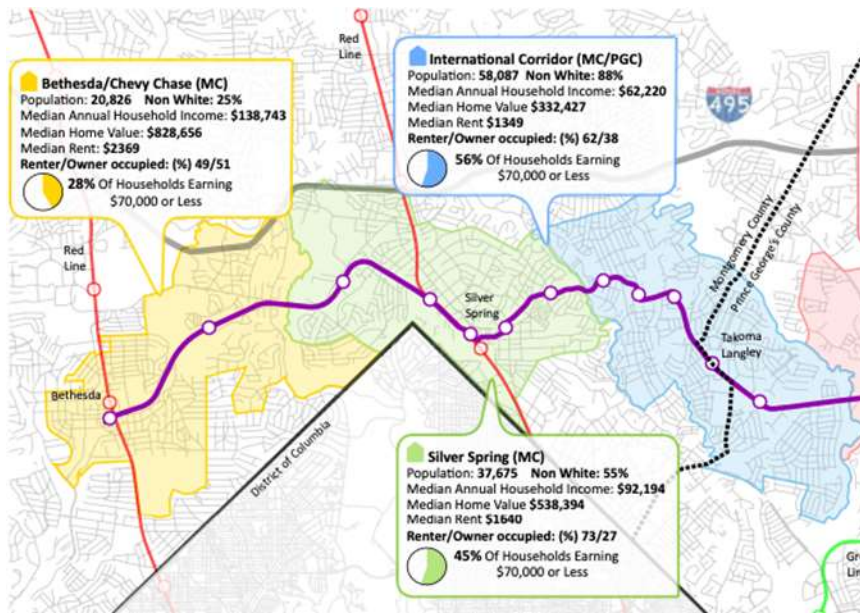 Red
Line
Bethesda/Chevy Chase (MC)
Population: 20,826 Non White: 25%
Median Annual Household Income: $138,743
Median Home Value: $828,656
Median Rent: $2369
Renter/Owner occupied: (%) 49/51
28% Of Households Earning
$70,000 or Less
International Corridor (MC/PGC)
Population: 58,087 Non White: 88%
Median Annual Household Income: $62,220
Median Home Value $332,427
Median Rent $1349
Renter/Owner occupied: (%) 62/38
56% Of Households Earning
$70,000 or Less
495
Red
Line
Montgomery County
Prince George's County
Silver
Spring
Takoma
Langley
Bethesda
District of Columbia
Silver Spring (MC)
Population: 37,675 Non White: 55%
Median Annual Household Income: $92,194
Median Home Value $538,394
Median Rent $1640
Renter/Owner occupied: (%) 73/27
45% Of Households Earning
$70,000 or Less
Gr
Lin